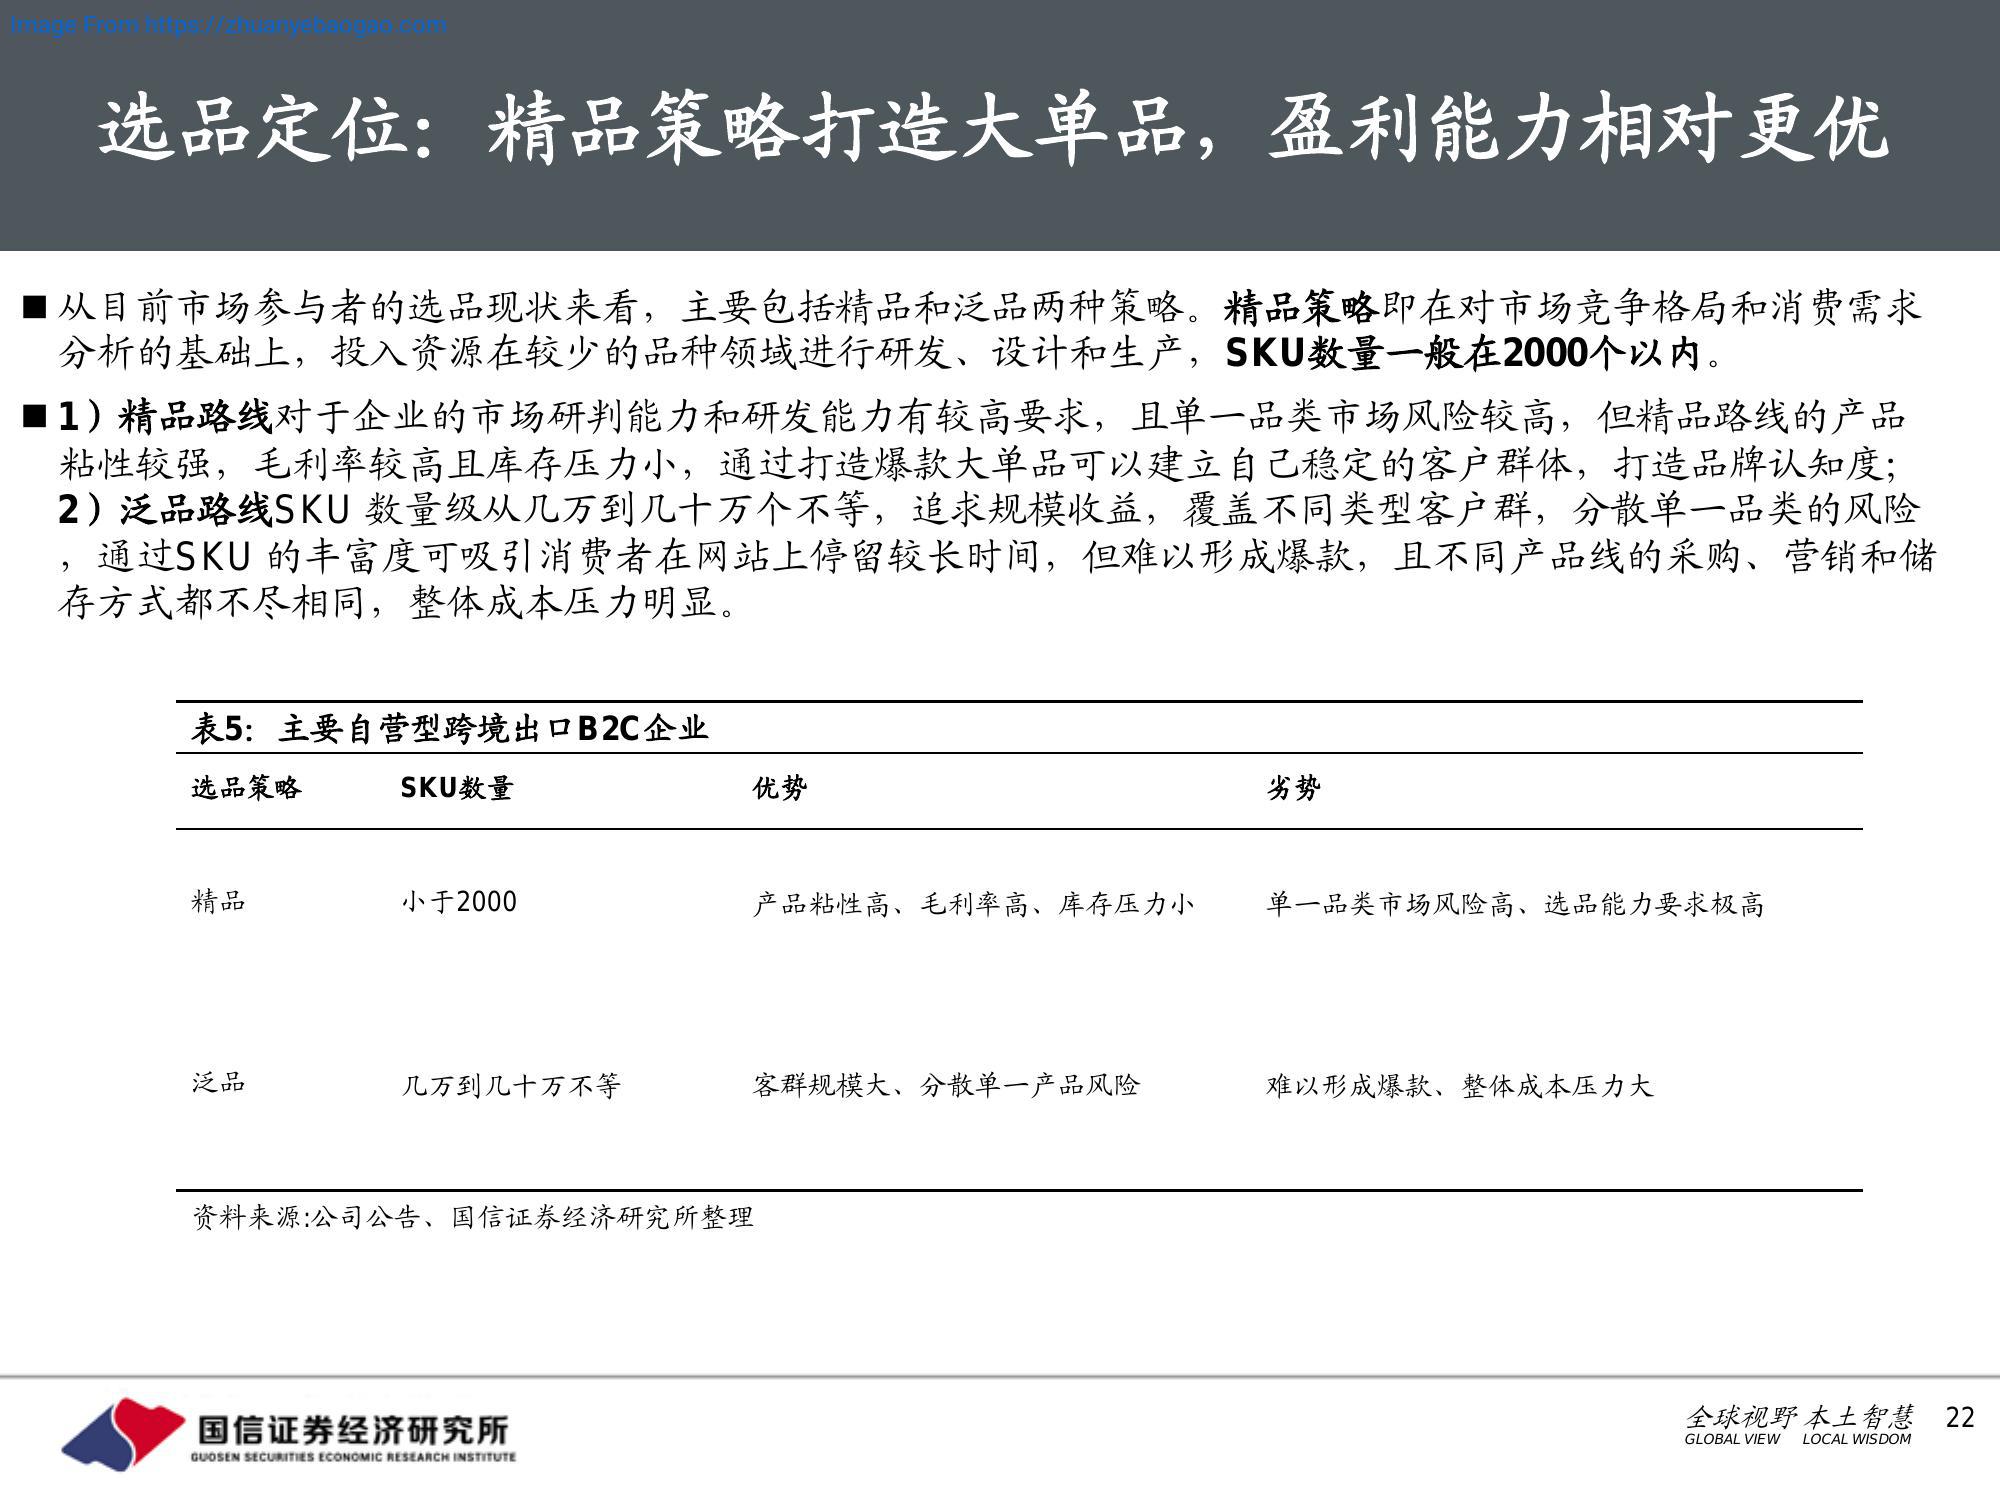 Image From https://zhuanyebaogao.com
选品定位：精品策略打造大单品，盈利能力相对更优
■从目前市场参与者的选品现状来看，主要包括精品和泛品两种策略。精品策略即在对市场竞争格局和消费需求
分析的基础上，投入资源在较少的品种领域进行研发、设计和生产，SKU数量一般在2000个以内。
■1）精品路线对于企业的市场研判能力和研发能力有较高要求，且单一品类市场风险较高，但精品路线的产品
粘性较强，毛利率较高且库存压力小，通过打造爆款大单品可以建立自己稳定的客户群体，打造品牌认知度；
2）泛品路线SKU 数量级从几万到几十万个不等，追求规模收益，覆盖不同类型客户群，分散单一品类的风险
，通过SKU 的丰富度可吸引消费者在网站上停留较长时间，但难以形成爆款，且不同产品线的采购、营销和储
存方式都不尽相同，整体成本压力明显。
表5：主要自营型跨境出口B2C企业
选品策略 SKU数量 优势 劣势
精品 小于2000 产品粘性高、毛利率高、库存压力小 单一品类市场风险高、选品能力要求极高
泛品 几万到几十万不等 客群规模大、分散单一产品风险 难以形成爆款、整体成本压力大
资料来源:公司公告、国信证券经济研究所整理
国信证券经济研究所
GUOSEN SECURITIES ECONOMIC RESEARCH INSTITUTE
全球视野 本土智慧 22
GLOBAL VIEW LOCAL WISDOM